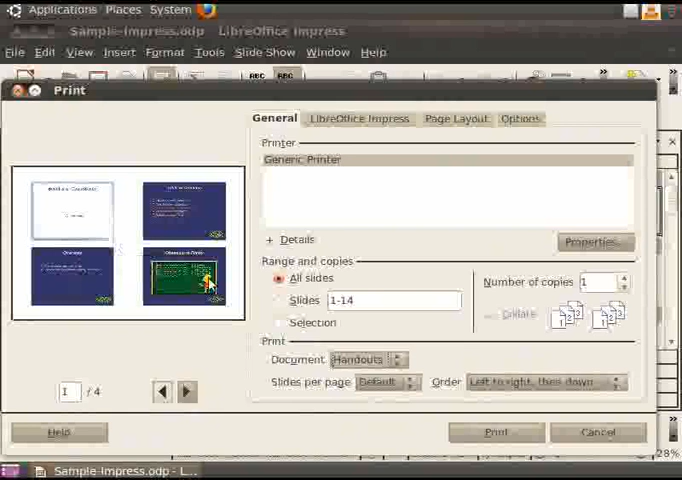 Applications Places System
Sample-Impress.odp - LibreOffice Impress
File Edit View Insert Format Tools Slide Show Window Help
ABC ABC
Print
General LibreOffice Impress Page Layout Options
Printer
Generic Printer
+ Details
Properties...
Range and copies
All slides
Number of copies 1
Slides 1-14
Collate
Selection
Print
Document Handouts
Slides per page Default Order Left to right, then down
1 / 4
Help
Print Cancel
28%
Sample-Impress.odp - L...